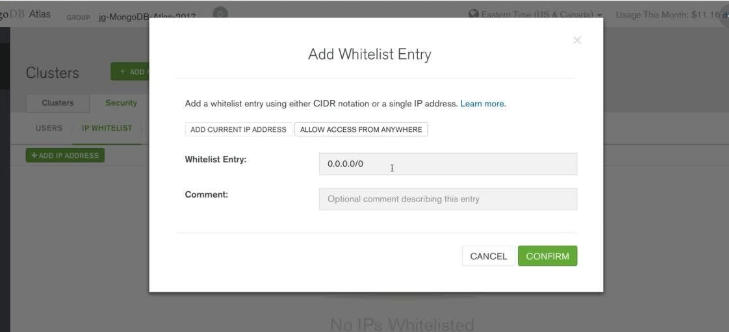 DB Atlas GROUP jg-MongoDB-Atlas-2017 Eastern Time (US & Canada) Usage This Month: $11.16
Add Whitelist Entry
×
Clusters + ADD
Clusters Security
Add a whitelist entry using either CIDR notation or a single IP address. Learn more.
USERS IP WHITELIST
ADD CURRENT IP ADDRESS ALLOW ACCESS FROM ANYWHERE
+ADD IP ADDRESS
Whitelist Entry: 0.0.0.0/0
Comment: Optional comment describing this entry
CANCEL CONFIRM
No IPs Whitelisted